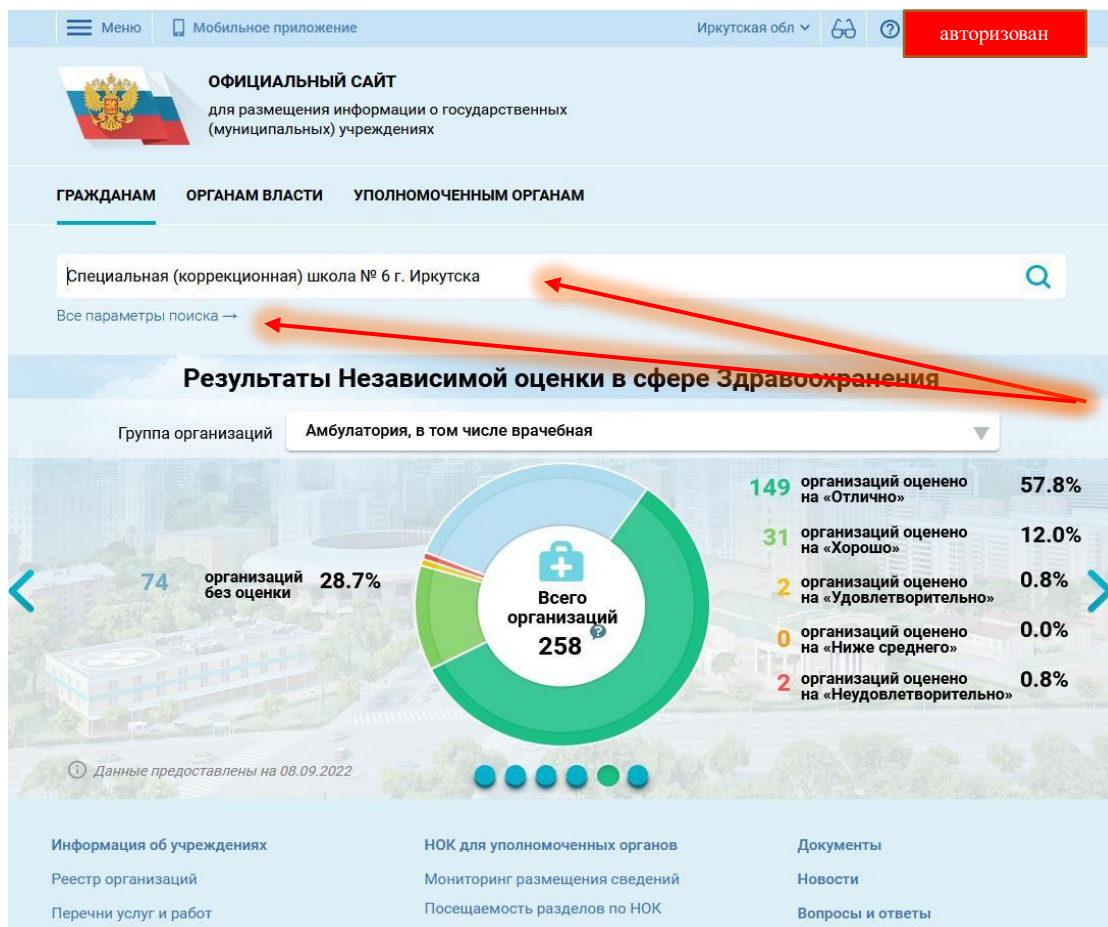 Меню
Мобильное приложение
Иркутская обл
авторизован
ОФИЦИАЛЬНЫЙ САЙТ
для размещения информации о государственных
(муниципальных) учреждениях
ГРАЖДАНАМ
ОРГАНАМ ВЛАСТИ
УПОЛНОМОЧЕННЫМ ОРГАНАМ
Специальная (коррекционная) школа № 6 г. Иркутска
Все параметры поиска →
Результаты Независимой оценки в сфере Здравоохранения
Группа организаций
Амбулатория, в том числе врачебная
149 организаций оценено на «Отлично» 57.8%
31 организаций оценено на «Хорошо» 12.0%
2 организаций оценено на «Удовлетворительно» 0.8%
0 организаций оценено на «Ниже среднего» 0.0%
2 организаций оценено на «Неудовлетворительно» 0.8%
74 организаций без оценки 28.7%
Всего
организаций
258
Данные предоставлены на 08.09.2022
Информация об учреждениях
Реестр организаций
Перечни услуг и работ
НОК для уполномоченных органов
Мониторинг размещения сведений
Посещаемость разделов по НОК
Документы
Новости
Вопросы и ответы